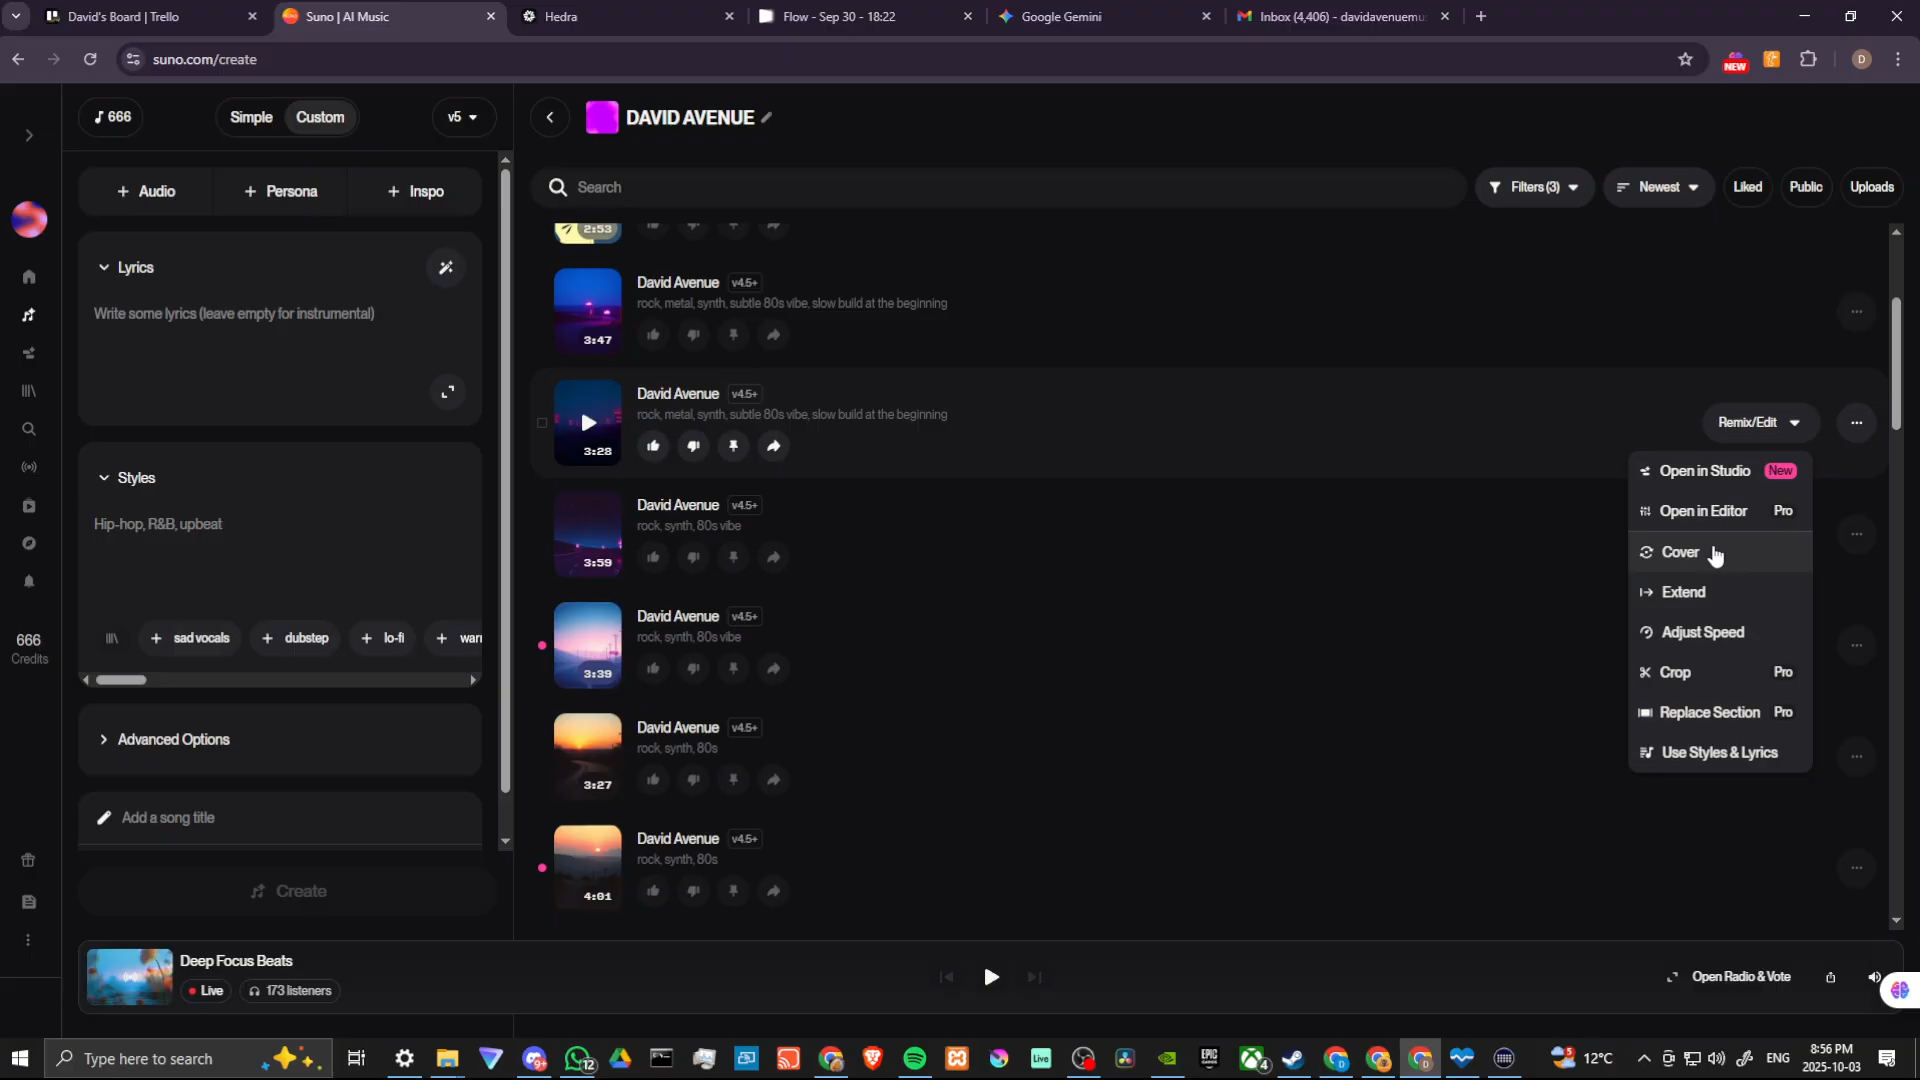 David's Board | Trello
Suno | AI Music
Hedra
Flow - Sep 30 - 18:22
Google Gemini
Inbox (4,406) - davidavenuemu
suno.com/create
NEW
D
666
Simple
Custom
v5
DAVID AVENUE
Audio
Persona
Inspo
Search
Filters (3)
Newest
Liked
Public
Uploads
2:53
Lyrics
Write some lyrics (leave empty for instrumental)
David Avenue v4.5+
rock, metal, synth, subtle 80s vibe, slow build at the beginning
3:47
David Avenue v4.5+
rock, metal, synth, subtle 80s vibe, slow build at the beginning
3:28
Remix/Edit
Open in Studio New
Open in Editor Pro
Cover
Extend
Adjust Speed
Crop Pro
Replace Section Pro
Use Styles & Lyrics
Styles
Hip-hop, R&B, upbeat
sad vocals
dubstep
lo-fi
warr
David Avenue v4.5+
rock, synth, 80s vibe
3:59
David Avenue v4.5+
rock, synth, 80s vibe
3:39
666
Credits
Advanced Options
David Avenue v4.5+
rock, synth, 80s
3:27
Add a song title
David Avenue v4.5+
rock, synth, 80s
4:01
Create
Deep Focus Beats
Live
173 listeners
Open Radio & Vote
Type here to search
12
Live
EPIC
GAMES
4
12°C
ENG
8:56 PM
2025-10-03